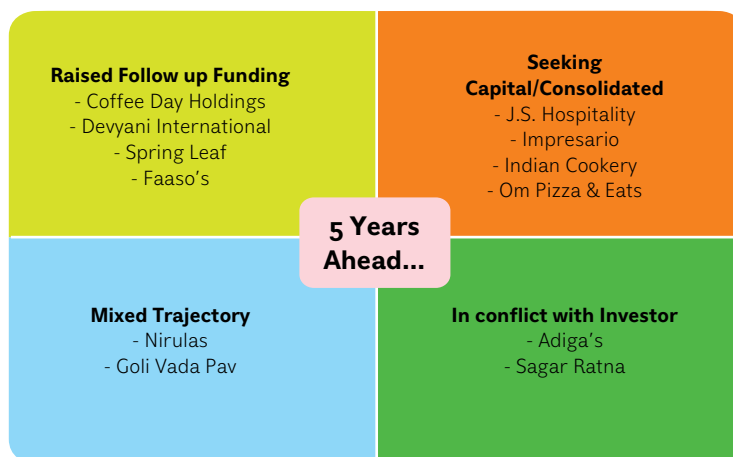 Raised Follow up Funding
- Coffee Day Holdings
- Devyani International
- Spring Leaf
- Faaso's
Seeking
Capital/Consolidated
- J.S. Hospitality
- Impresario
- Indian Cookery
- Om Pizza & Eats
5 Years
Ahead...
Mixed Trajectory
- Nirulas
- Goli Vada Pav
In conflict with Investor
- Adiga's
- Sagar Ratna